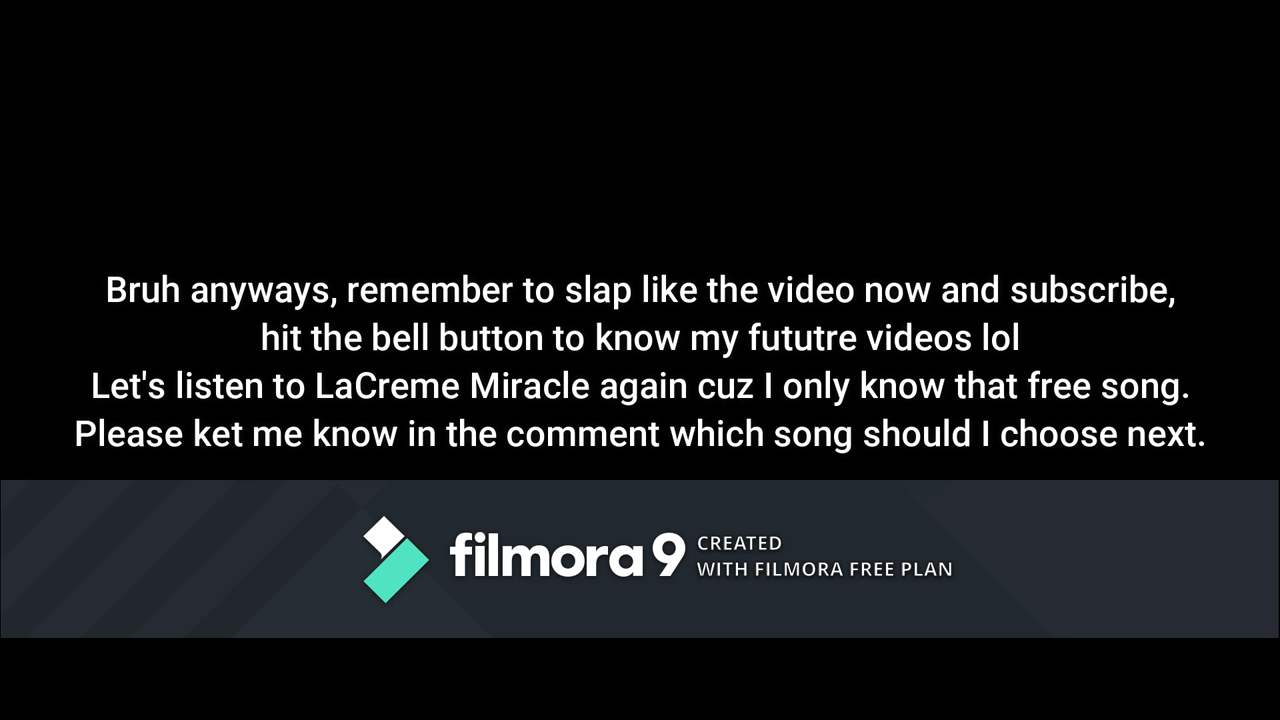 Bruh anyways, remember to slap like the video now and subscribe,
hit the bell button to know my fututre videos lol
Let's listen to LaCreme Miracle again cuz I only know that free song.
Please ket me know in the comment which song should I choose next.
filmora 9 CREATED
WITH FILMORA FREE PLAN